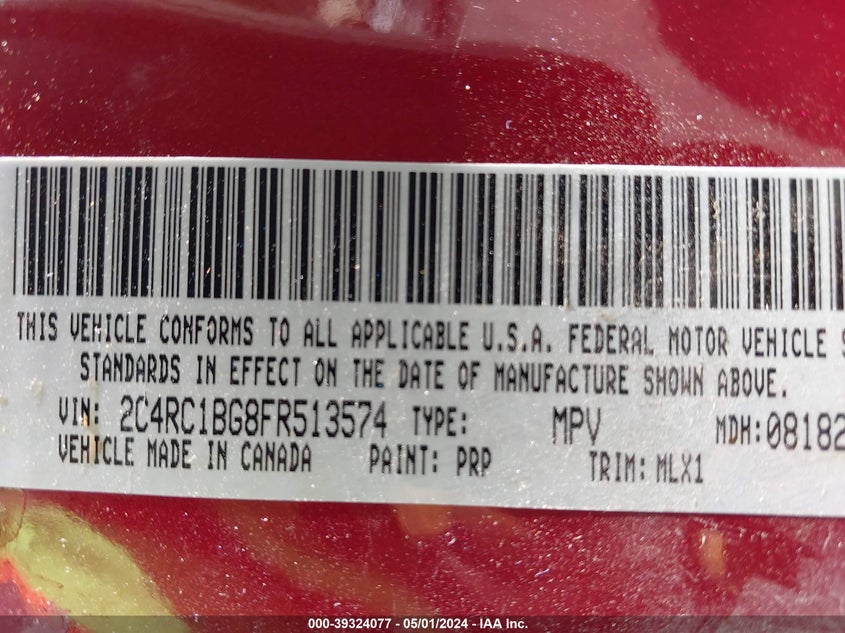 THIS VEHICLE CONFORMS TO ALL APPLICABLE U.S.A. FEDERAL MOTOR VEHICLE S
STANDARDS IN EFFECT ON THE DATE OF MANUFACTURE SHOWN ABOVE.
VIN: 2C4RC1BG8FR513574 TYPE: MPV MDH:08182
VEHICLE MADE IN CANADA PAINT: PRP TRIM: MLX1
000-39324077 - 05/01/2024 - IAA Inc.